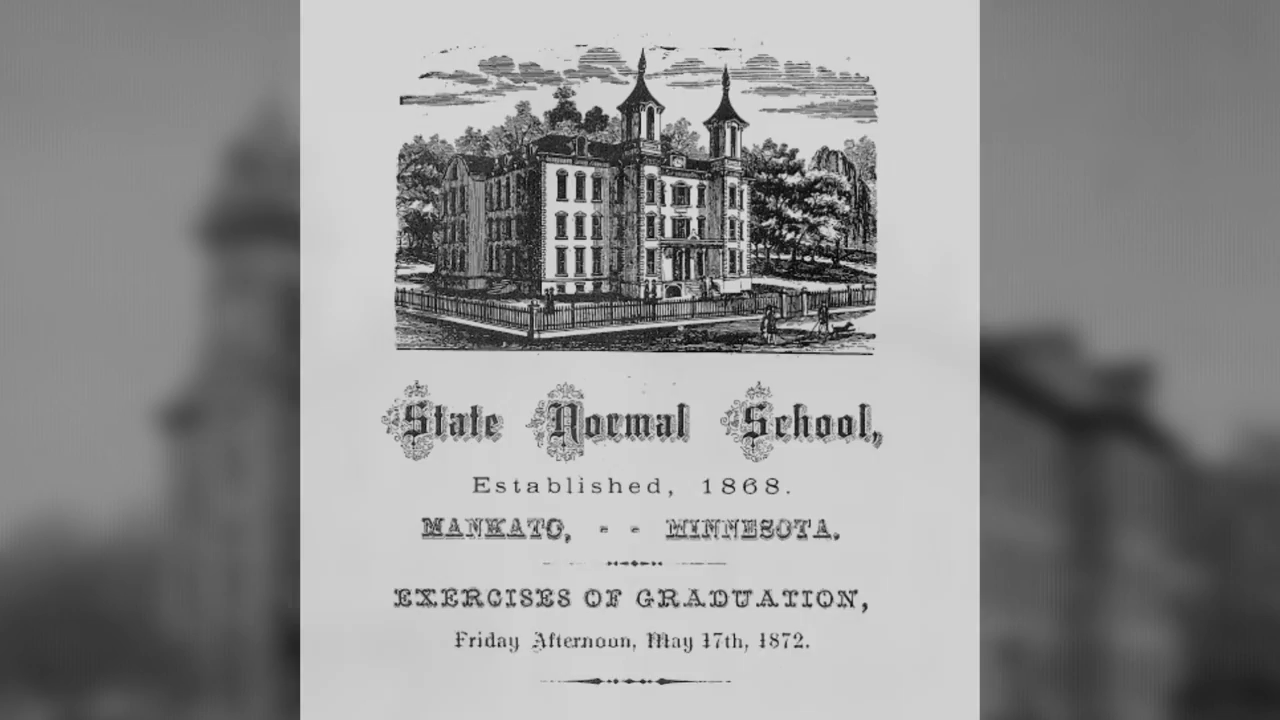 State Normal School,
Established, 1868.
MANKATO, - - MINNESOTA.
EXERCISES OF GRADUATION,
Friday Afternoon, May 17th, 1872.